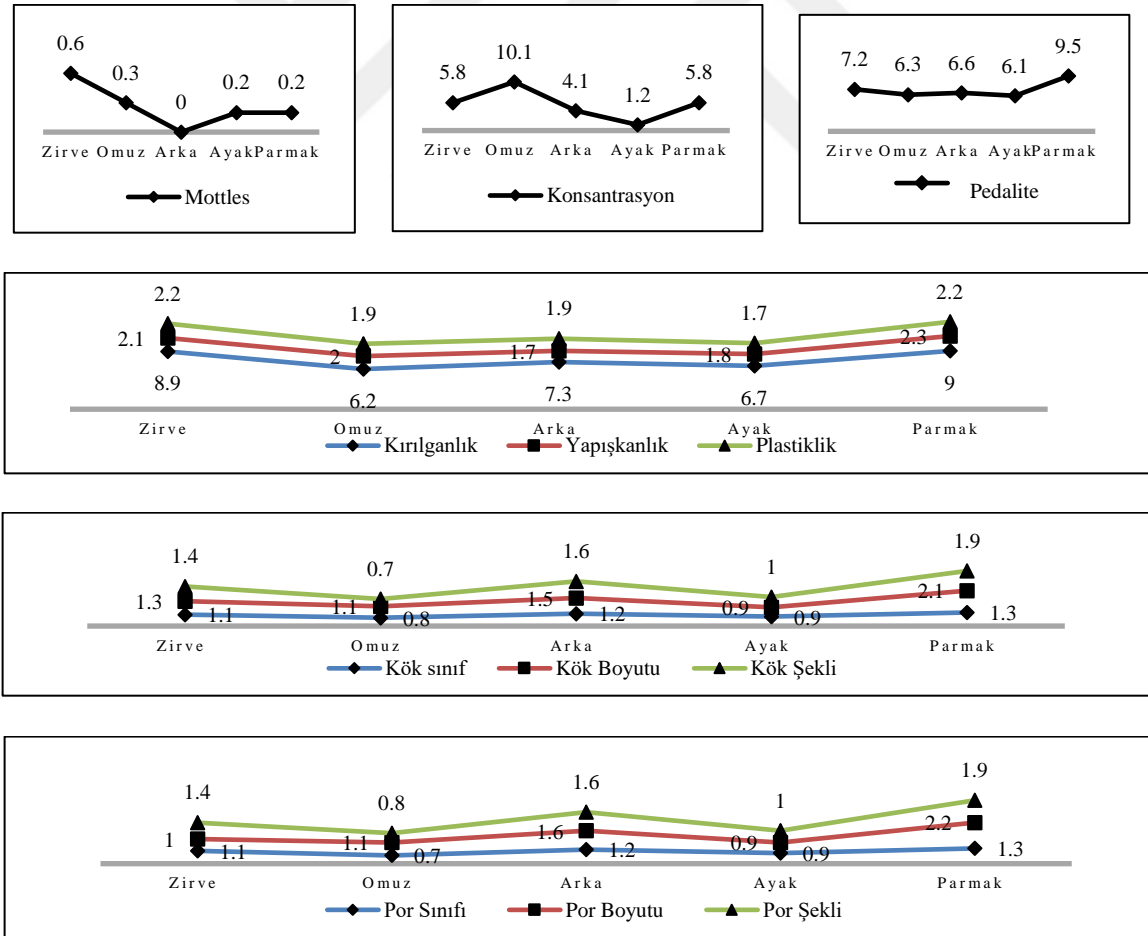 0.6
0.3
0
0.2
0.2
Zirve Omuz Arka Ayak Parmak
Mottles
5.8
10.1
4.1
1.2
5.8
Zirve Omuz Arka Ayak Parmak
Konsantrasyon
7.2
6.3
6.6
6.1
9.5
Zirve Omuz Arka Ayak Parmak
Pedalite
2.2 1.9 1.9 1.7 2.2
2.1 2 1.7 1.8 2.3
8.9 6.2 7.3 6.7 9
Zirve Omuz Arka Ayak Parmak
Kırılganlık Yapışkanlık Plastiklik
1.4 0.7 1.6 1 1.9
1.3 1.1 1.5 0.9 2.1
1.1 0.8 1.2 0.9 1.3
Zirve Omuz Arka Ayak Parmak
Kök sınıf Kök Boyutu Kök Şekli
1.4 0.8 1.6 1 1.9
1 1.1 1.6 0.9 2.2
1.1 0.7 1.2 0.9 1.3
Zirve Omuz Arka Ayak Parmak
Por Sınıfı Por Boyutu Por Şekli